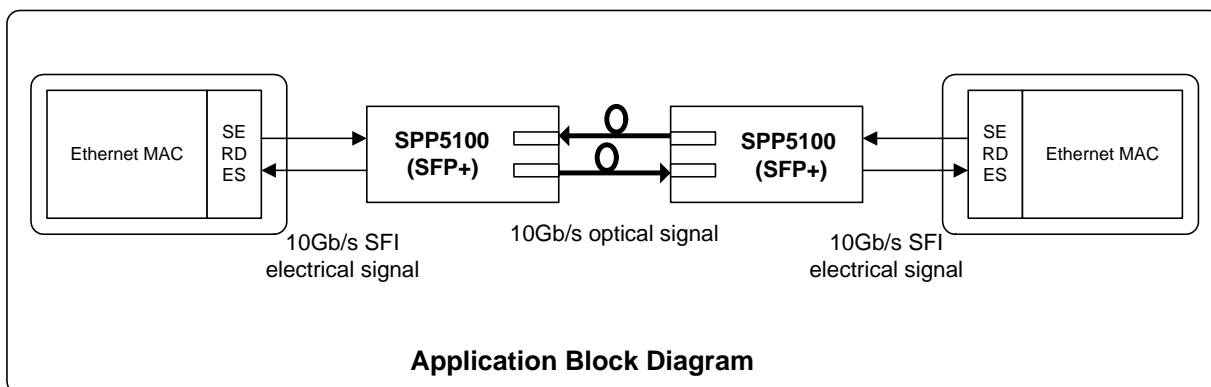 Ethernet MAC
SE
RD
ES
SPP5100
(SFP+)
SPP5100
(SFP+)
SE
RD
ES
Ethernet MAC
10Gb/s SFI
electrical signal
10Gb/s optical signal
10Gb/s SFI
electrical signal
Application Block Diagram